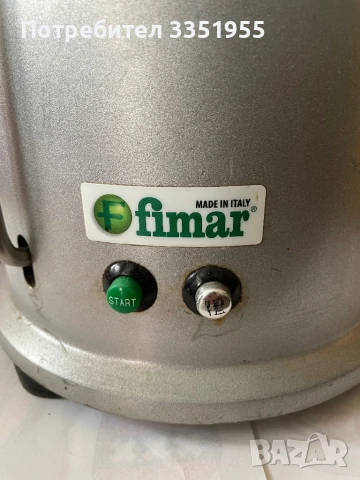 Потребител 3351955
MADE IN ITALY
fimar®
START
BAZAR